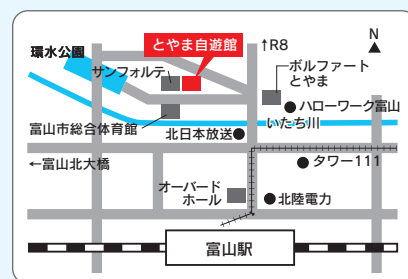 N
↑R8
環水公園
とやま自遊館
サンフォルテ
ボルファート
とやま
ハローワーク富山
いたち川
富山市総合体育館
北日本放送
←富山北大橋
タワー111
オーバード
ホール
北陸電力
富山駅